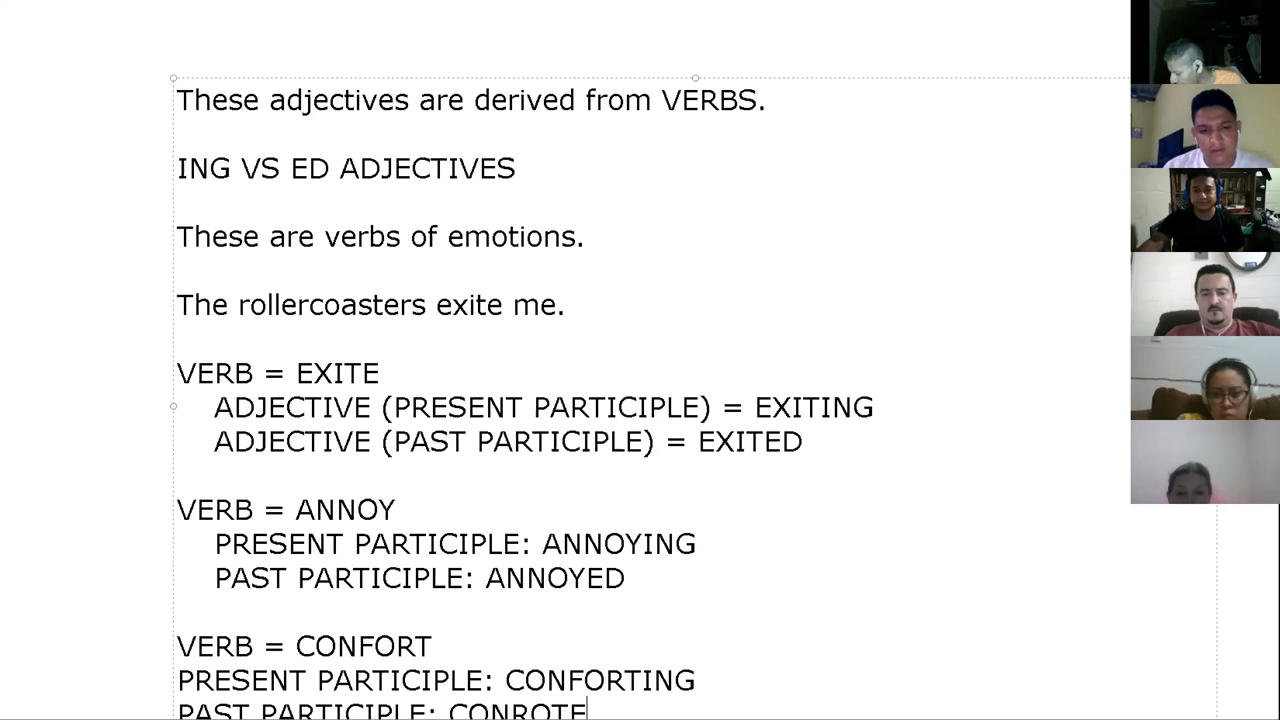 These adjectives are derived from VERBS.
ING VS ED ADJECTIVES
These are verbs of emotions.
The rollercoasters exite me.
VERB = EXITE
ADJECTIVE (PRESENT PARTICIPLE) = EXITING
ADJECTIVE (PAST PARTICIPLE) = EXITED
VERB = ANNOY
PRESENT PARTICIPLE: ANNOYING
PAST PARTICIPLE: ANNOYED
VERB = CONFORT
PRESENT PARTICIPLE: CONFORTING
PAST PARTICIPLE: CONROTE